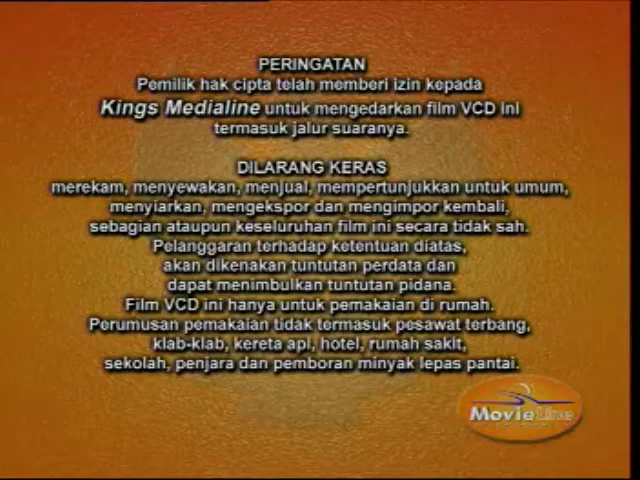 PERINGATAN
Pemilik hak cipta telah memberi izin kepada
Kings Medialine untuk mengedarkan film VCD ini
termasuk jalur suaranya.
DILARANG KERAS
merekam, menyewakan, menjual, mempertunjukkan untuk umum,
menyiarkan, mengekspor dan mengimpor kembali,
sebagian ataupun keseluruhan film ini secara tidak sah.
Pelanggaran terhadap ketentuan diatas,
akan dikenakan tuntutan perdata dan
dapat menimbulkan tuntutan pidana.
Film VCD ini hanya untuk pemakaian di rumah.
Perumusan pemakaian tidak termasuk pesawat terbang,
klab-klab, kereta api, hotel, rumah sakit,
sekolah, penjara dan pemboran minyak lepas pantai.
MovieLine